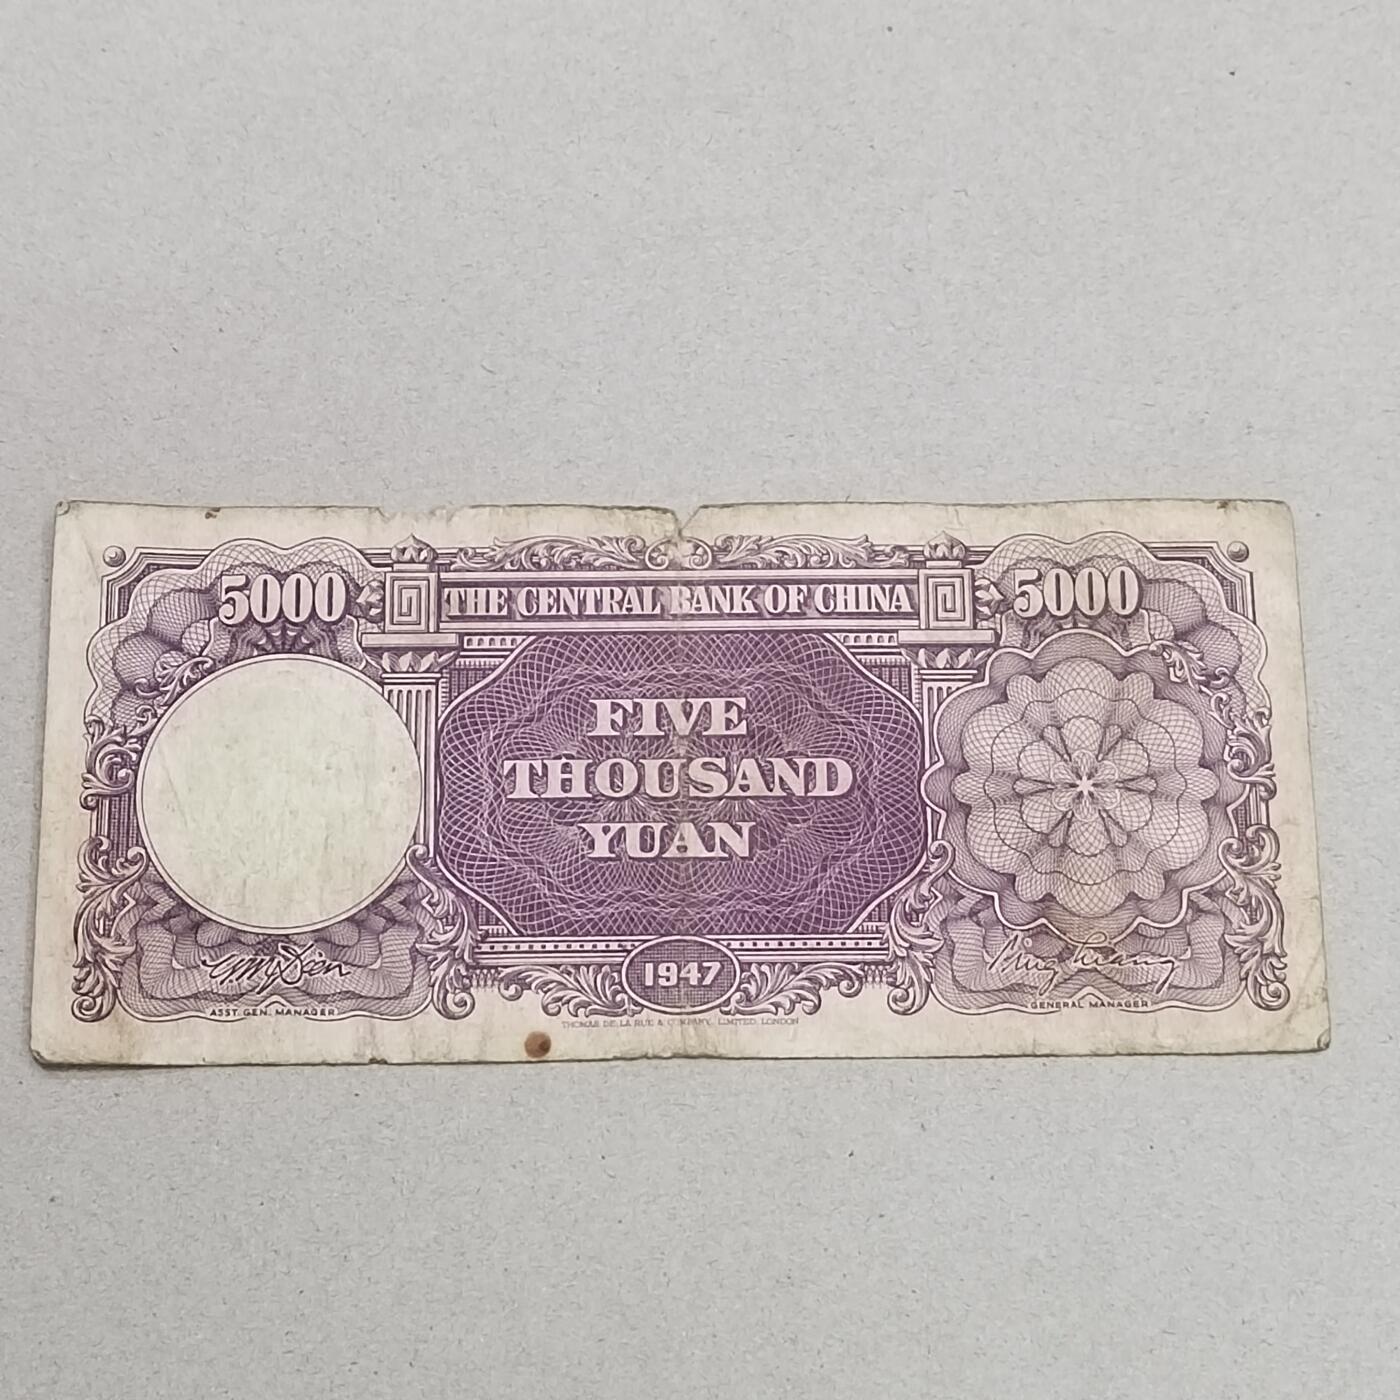 5000 THE CENTRAL BANK OF CHINA 5000
FIVE
THOUSAND
YUAN
1947
ASST. GEN. MANAGER
GENERAL MANAGER
THOMAS DE LA RUE & COMPANY, LIMITED, LONDON